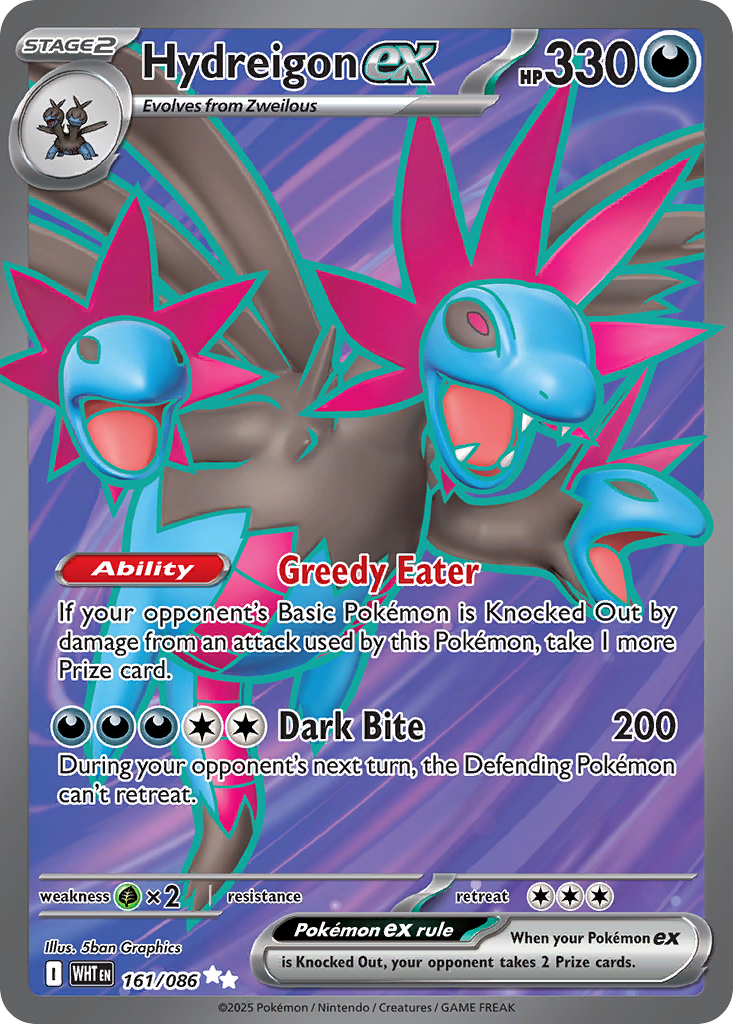 STAGE2
Hydreigon ex
HP 330
Evolves from Zweilous
Ability Greedy Eater
If your opponent's Basic Pokémon is Knocked Out by
damage from an attack used by this Pokémon, take 1 more
Prize card.
Dark Bite 200
During your opponent's next turn, the Defending Pokémon
can't retreat.
weakness ×2 resistance retreat
Pokémon ex rule
When your Pokémon ex
is Knocked Out, your opponent takes 2 Prize cards.
Illus. 5ban Graphics
I WHT EN 161/086
©2025 Pokémon / Nintendo / Creatures / GAME FREAK